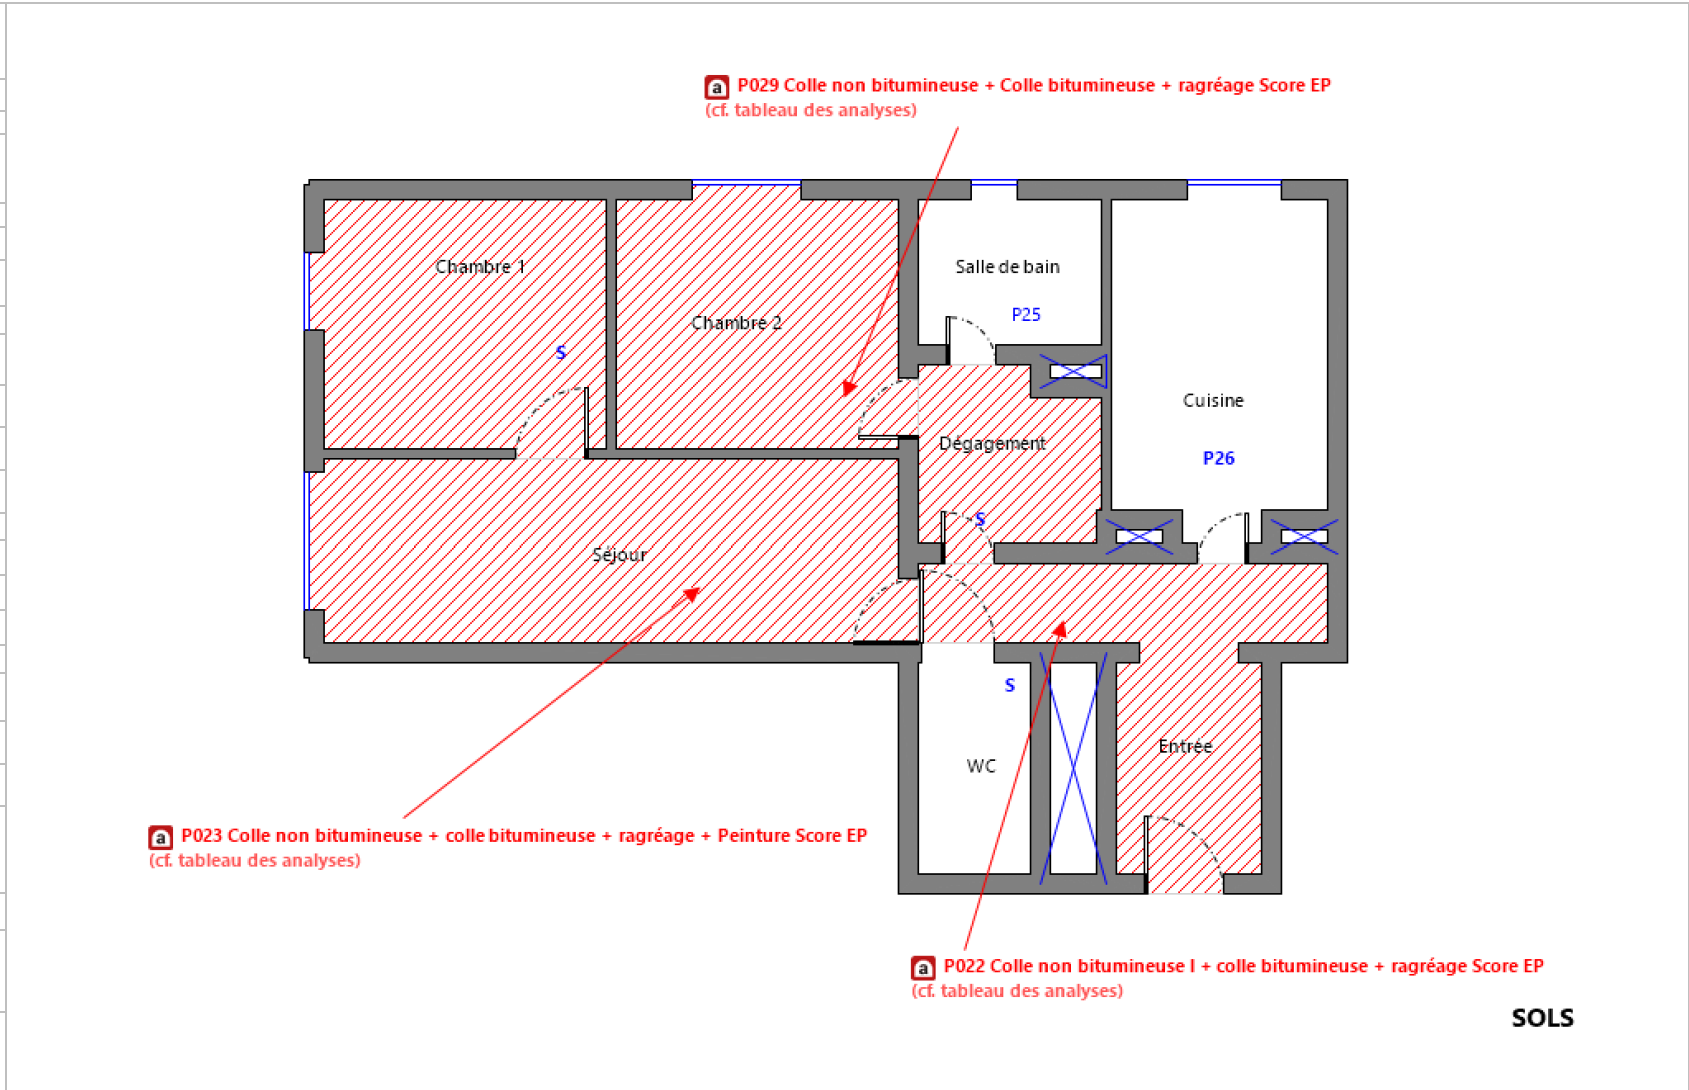 a P029 Colle non bitumineuse + Colle bitumineuse + ragréage Score EP
(cf. tableau des analyses)
Chambre 1
Salle de bain
P25
Chambre 2
S
Cuisine
Dégagement
P26
S
Séjour
S
Entrée
WC
a P023 Colle non bitumineuse + colle bitumineuse + ragréage + Peinture Score EP
(cf. tableau des analyses)
a P022 Colle non bitumineuse I + colle bitumineuse + ragréage Score EP
(cf. tableau des analyses)
SOLS